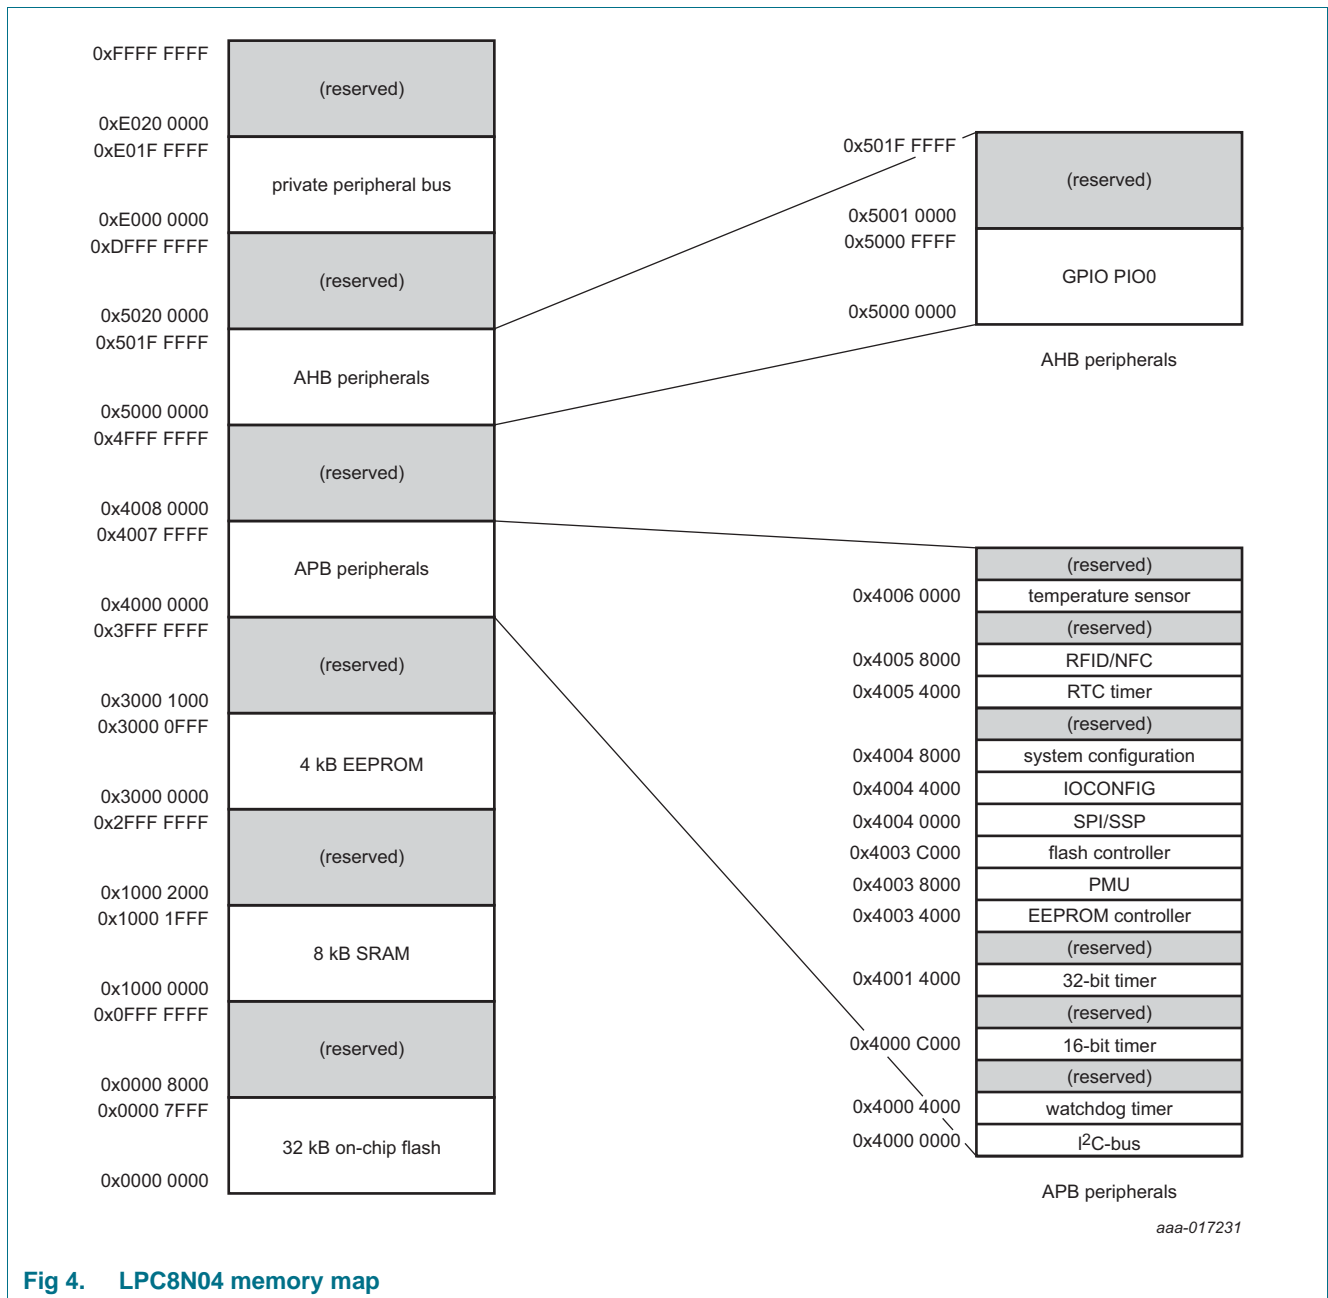 0xFFFF FFFF
(reserved)
0xE020 0000
0xE01F FFFF
private peripheral bus
0xE000 0000
0xDFFF FFFF
(reserved)
0x5020 0000
0x501F FFFF
AHB peripherals
0x5000 0000
0x4FFF FFFF
(reserved)
0x4008 0000
0x4007 FFFF
APB peripherals
0x4000 0000
0x3FFF FFFF
(reserved)
0x3000 1000
0x3000 0FFF
4 kB EEPROM
0x3000 0000
0x2FFF FFFF
(reserved)
0x1000 2000
0x1000 1FFF
8 kB SRAM
0x1000 0000
0x0FFF FFFF
(reserved)
0x0000 8000
0x0000 7FFF
32 kB on-chip flash
0x0000 0000
0x501F FFFF
(reserved)
0x5001 0000
0x5000 FFFF
GPIO PIO0
0x5000 0000
AHB peripherals
(reserved)
0x4006 0000 temperature sensor
(reserved)
0x4005 8000 RFID/NFC
0x4005 4000 RTC timer
(reserved)
0x4004 8000 system configuration
0x4004 4000 IOCONFIG
0x4004 0000 SPI/SSP
0x4003 C000 flash controller
0x4003 8000 PMU
0x4003 4000 EEPROM controller
(reserved)
0x4001 4000 32-bit timer
(reserved)
0x4000 C000 16-bit timer
(reserved)
0x4000 4000 watchdog timer
0x4000 0000 I2C-bus
APB peripherals
aaa-017231
Fig 4. LPC8N04 memory map